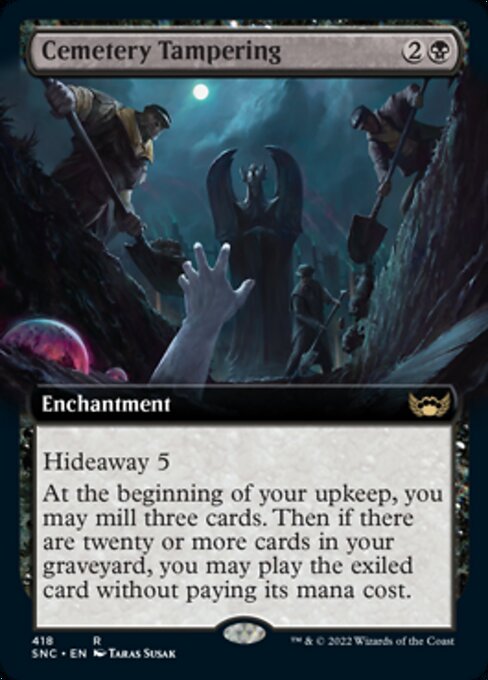 Cemetery Tampering 2
Enchantment
Hideaway 5
At the beginning of your upkeep, you
may mill three cards. Then if there
are twenty or more cards in your
graveyard, you may play the exiled
card without paying its mana cost.
418 R
SNC • EN Taras Susak
™ & © 2022 Wizards of the Coast